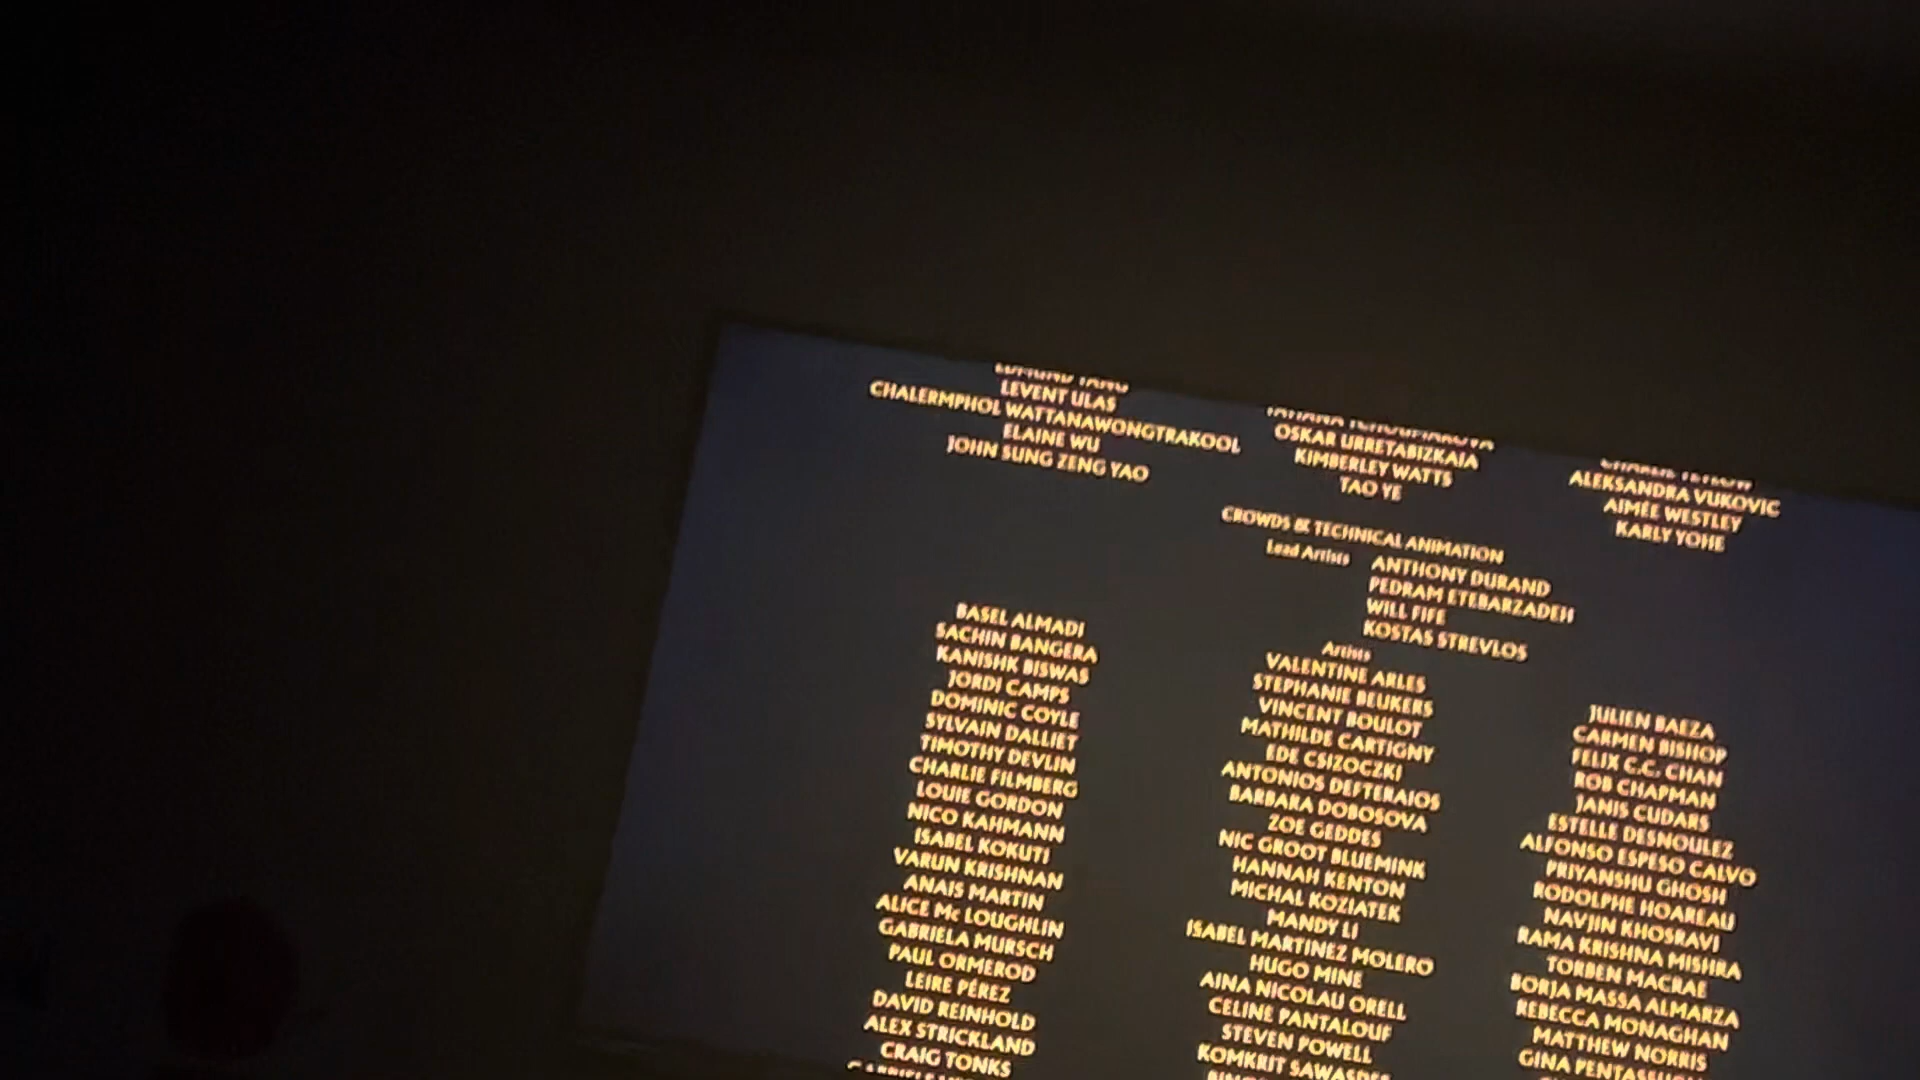 LEVENT ULAS
CHALERMPHOL WATTANAWONGTRAKOOL
ELAINE WU
JOHN SUNG ZENG YAO
OSKAR URRETABIZKAIA
KIMBERLEY WATTS
TAO YE
ALEKSANDRA VUKOVIC
AIMÉE WESTLEY
KARLY YOHE
CROWDS & TECHNICAL ANIMATION
Lead Artists ANTHONY DURAND
PEDRAM ETEBARZADEH
WILL FIFE
KOSTAS STREVLOS
Artists
BASEL ALMADI
SACHIN BANGERA
KANISHK BISWAS
JORDI CAMPS
DOMINIC COYLE
SYLVAIN DALLIET
TIMOTHY DEVLIN
CHARLIE FILMBERG
LOUIE GORDON
NICO KAHMANN
ISABEL KOKUTI
VARUN KRISHNAN
ANAIS MARTIN
ALICE Mc LOUGHLIN
GABRIELA MURSCH
PAUL ORMEROD
LEIRE PÉREZ
DAVID REINHOLD
ALEX STRICKLAND
CRAIG TONKS
VALENTINE ARLES
STEPHANIE BEUKERS
VINCENT BOULOT
MATHILDE CARTIGNY
EDE CSIZOCZKI
ANTONIOS DEFTERAIOS
BARBARA DOBOSOVA
ZOE GEDDES
NIC GROOT BLUEMINK
HANNAH KENTON
MICHAL KOZIATEK
MANDY LI
ISABEL MARTINEZ MOLERO
HUGO MINE
AINA NICOLAU ORELL
CELINE PANTALOUF
STEVEN POWELL
KOMKRIT
JULIEN BAEZA
CARMEN BISHOP
FELIX C.C. CHAN
ROB CHAPMAN
JANIS CUDARS
ESTELLE DESNOULEZ
ALFONSO ESPESO CALVO
PRIYANSHU GHOSH
RODOLPHE HOAREAU
NAVJIN KHOSRAVI
RAMA KRISHNA MISHRA
TORBEN MACRAE
BORJA MASSA ALMARZA
REBECCA MONAGHAN
MATTHEW NORRIS
GINA